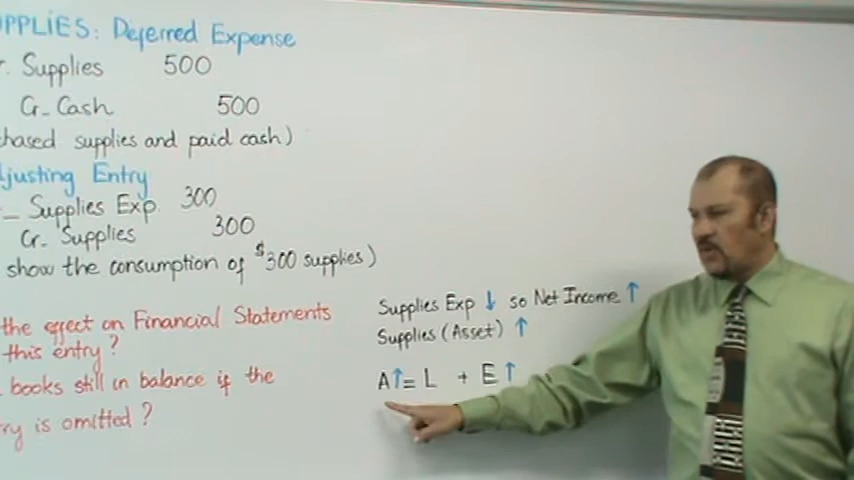 UPPLIES: Deferred Expense
r. Supplies 500
Cr_ Cash 500
chased supplies and paid cash)
djusting Entry
_ Supplies Exp. 300
Cr_ Supplies 300
show the consumption of $300 supplies)
the effect on Financial Statements
this entry?
books still in balance if the
ry is omitted?
Supplies Exp ↓ so Net Income ↑
Supplies (Asset) ↑
A↑ = L + E↑